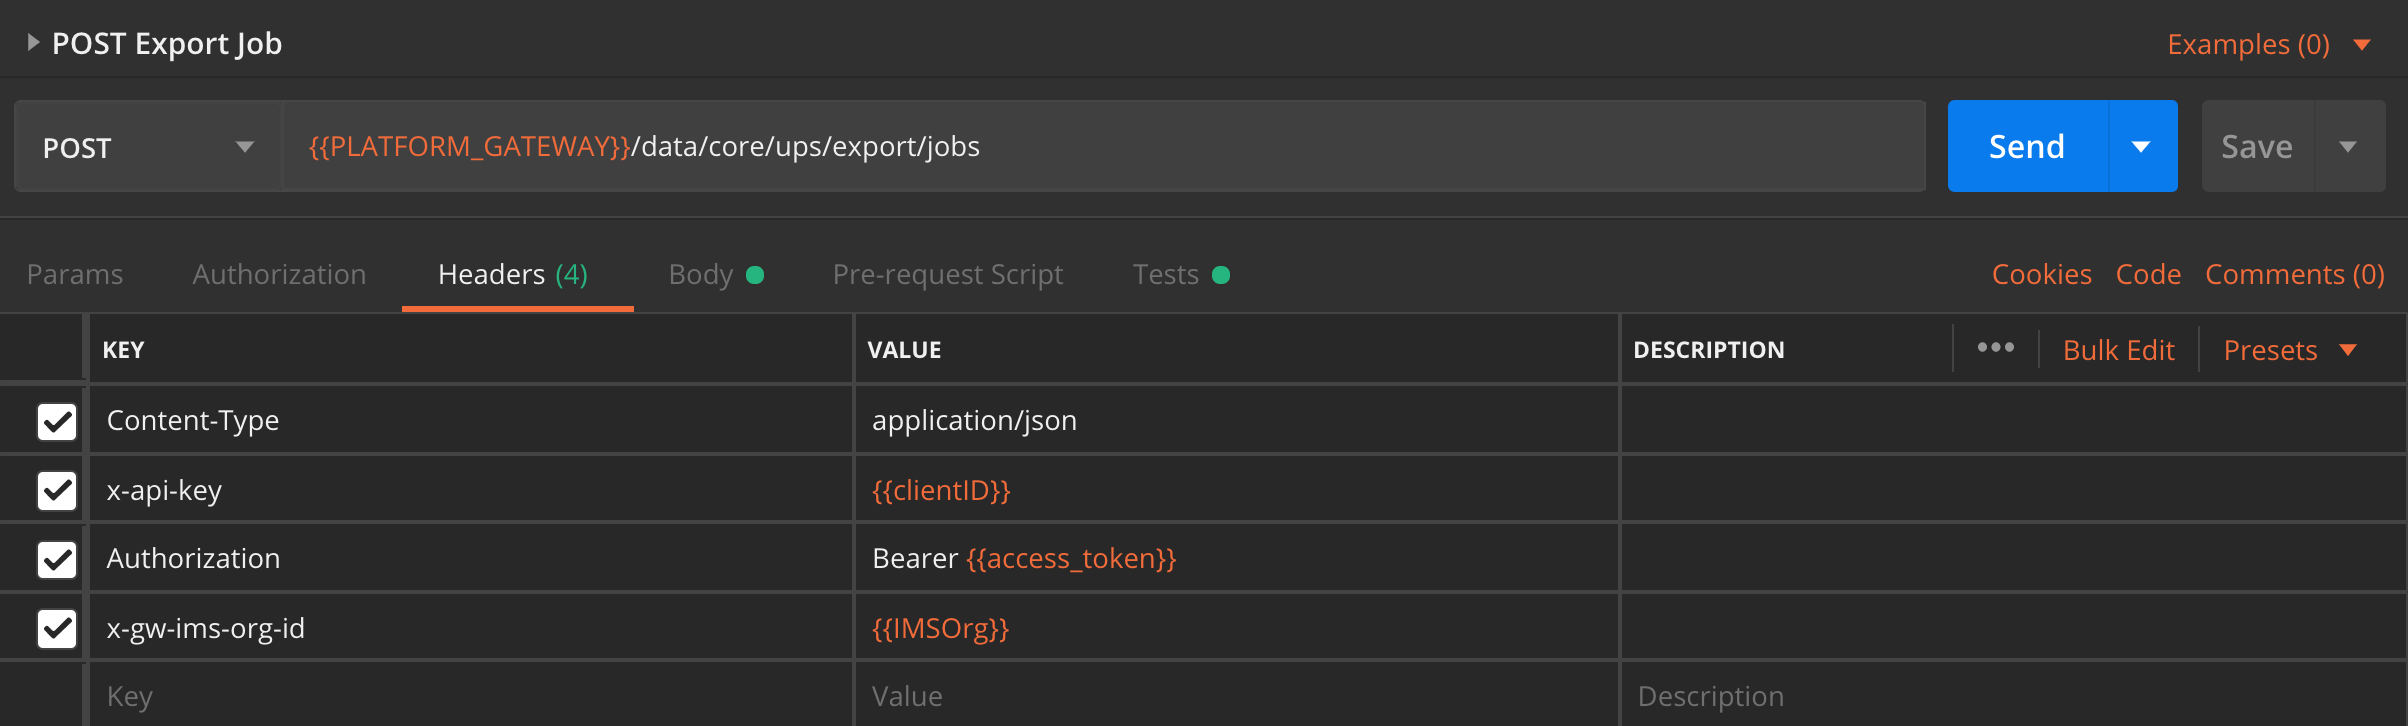 POST Export Job
Examples (0)
POST
{{PLATFORM_GATEWAY}}/data/core/ups/export/jobs
Send
Save
Params
Authorization
Headers (4)
Body
Pre-request Script
Tests
Cookies
Code
Comments (0)
KEY
VALUE
DESCRIPTION
Bulk Edit
Presets
Content-Type
application/json
x-api-key
{{clientID}}
Authorization
Bearer {{access_token}}
x-gw-ims-org-id
{{IMSOrg}}
Key
Value
Description